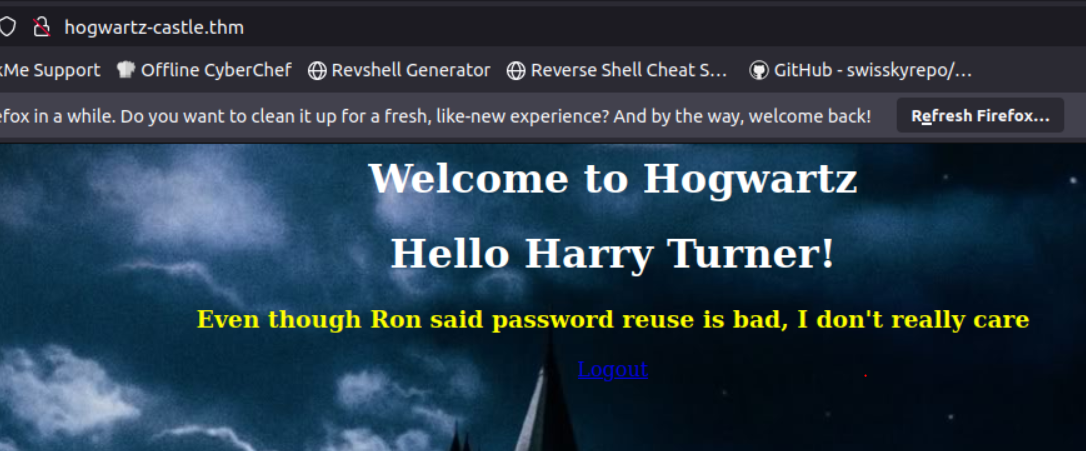 hogwartz-castle.thm
Me Support Offline CyberChef Revshell Generator Reverse Shell Cheat S… GitHub - swisskyrepo/…
in a while. Do you want to clean it up for a fresh, like-new experience? And by the way, welcome back! Refresh Firefox…
Welcome to Hogwartz
Hello Harry Turner!
Even though Ron said password reuse is bad, I don't really care
Logout